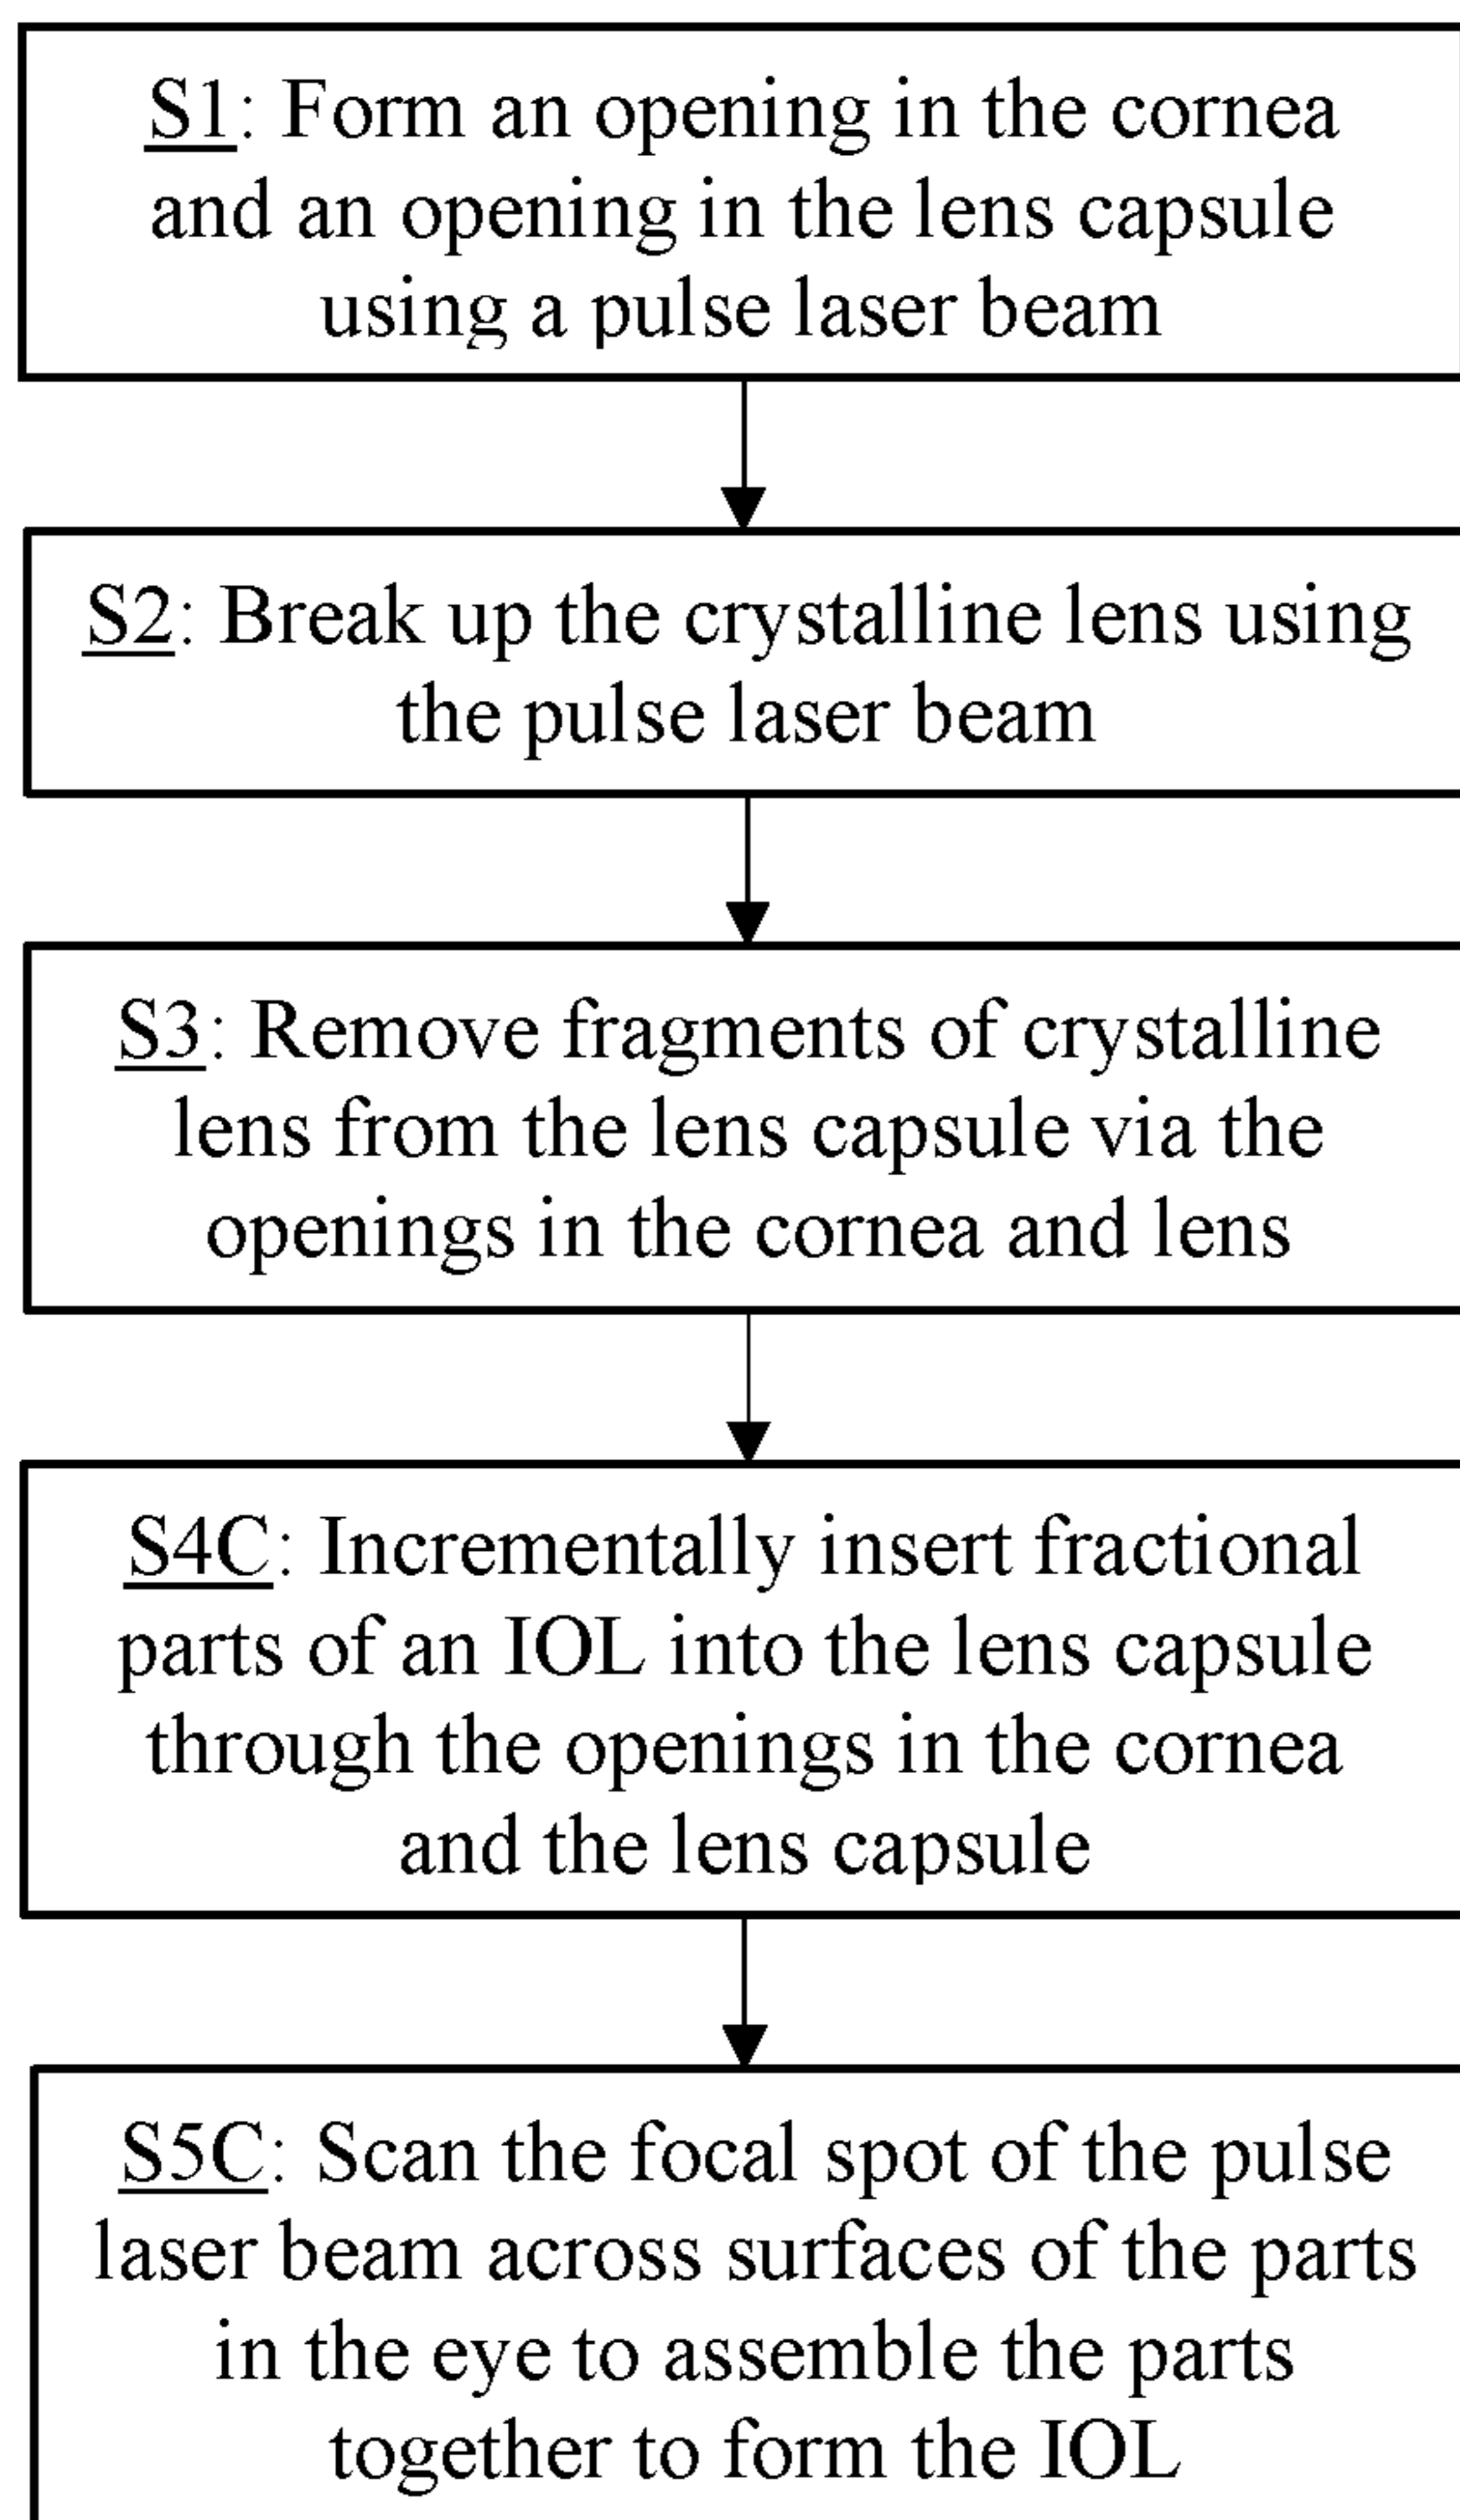 S1: Form an opening in the cornea
and an opening in the lens capsule
using a pulse laser beam
S2: Break up the crystalline lens using
the pulse laser beam
S3: Remove fragments of crystalline
lens from the lens capsule via the
openings in the cornea and lens
S4C: Incrementally insert fractional
parts of an IOL into the lens capsule
through the openings in the cornea
and the lens capsule
S5C: Scan the focal spot of the pulse
laser beam across surfaces of the parts
in the eye to assemble the parts
together to form the IOL